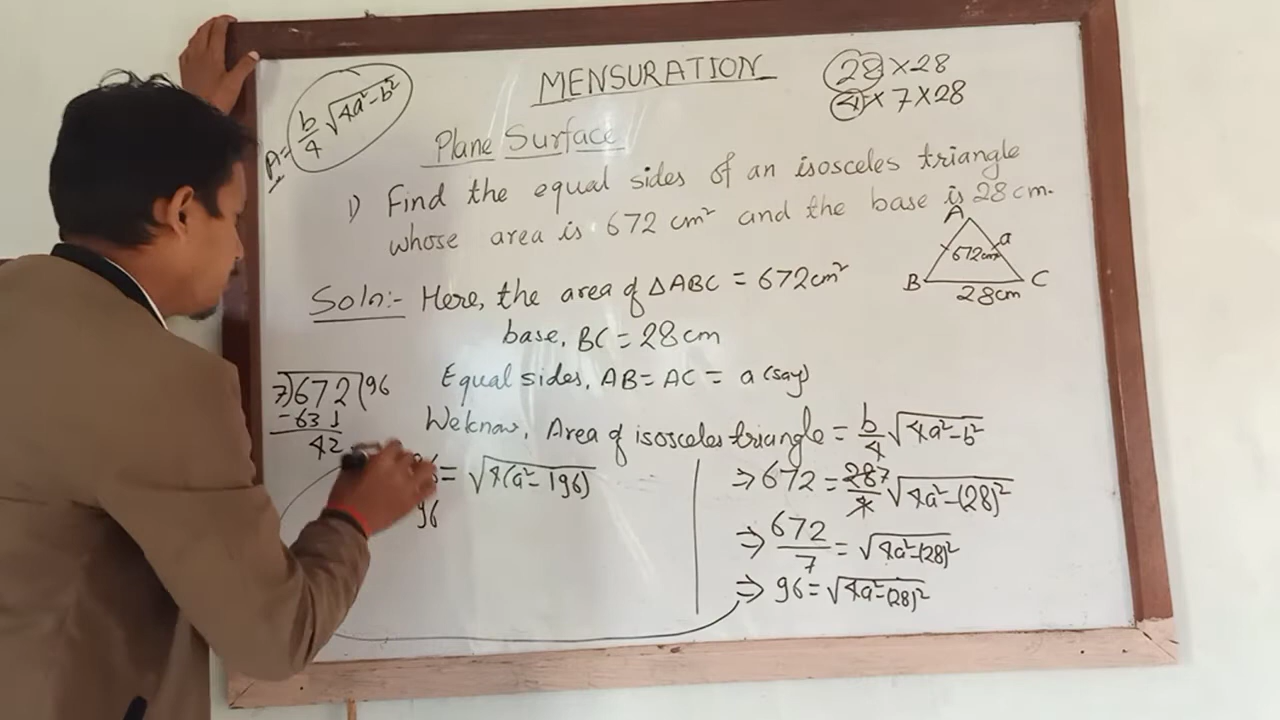 MENSURATION
28 × 28
4 × 7 × 28
A = b/4 √4a² - b²
Plane Surface
1) Find the equal sides of an isosceles triangle
whose area is 672 cm² and the base is 28 cm.
A
a
672cm²
B C
28cm
Soln:- Here, the area of △ABC = 672cm²
base, BC = 28 cm
Equal sides, AB = AC = a (say)
7)672(96
-63↓
42
We know, Area of isosceles triangle = b/4 √4a² - b²
⇒ 672 = 28 7/4 √4a² - (28)²
⇒ 672/7 = √4a² - (28)²
⇒ 96 = √4a² - (28)²
= √4(a² - 196)
96